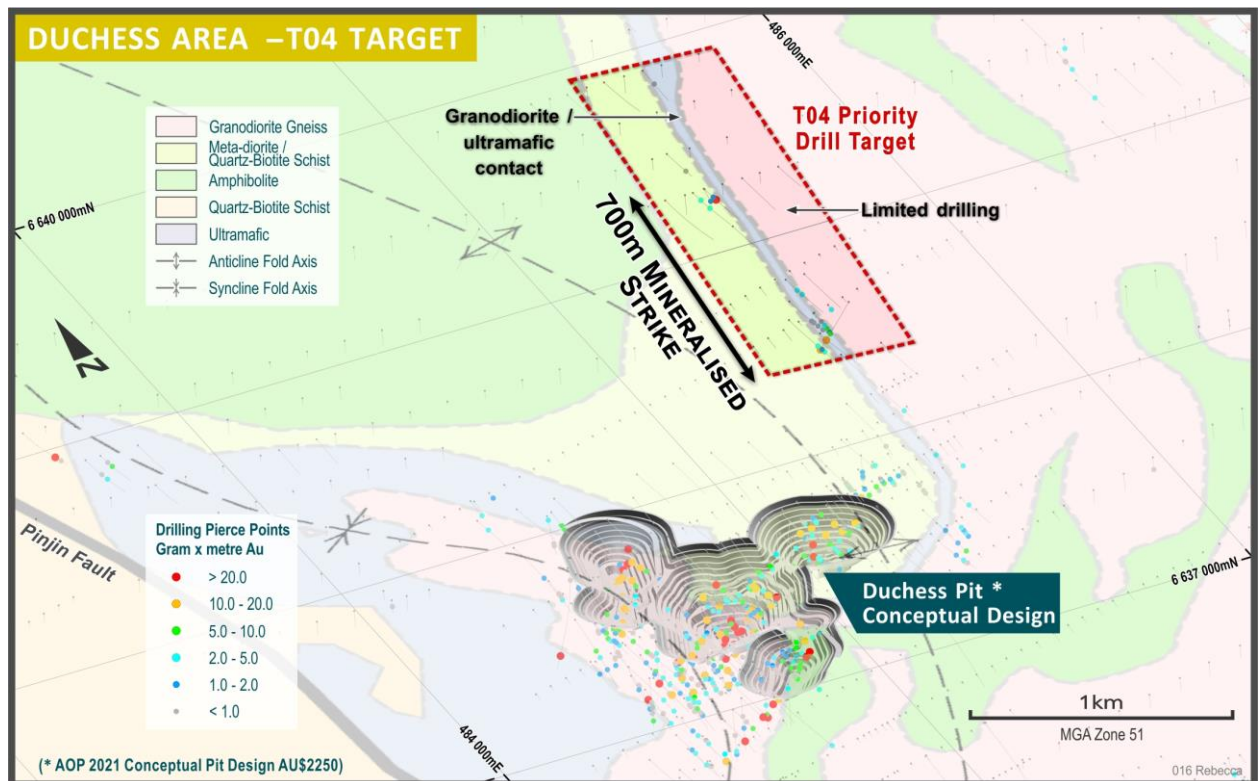 DUCHESS AREA –T04 TARGET
486 000mE
Granodiorite Gneiss
Meta-diorite /
Quartz-Biotite Schist
Amphibolite
Quartz-Biotite Schist
Ultramafic
Anticline Fold Axis
Syncline Fold Axis
Granodiorite /
ultramafic
contact
T04 Priority
Drill Target
Limited drilling
6 640 000mN
700m MINERALISED
STRIKE
N
Pinjin Fault
Drilling Pierce Points
Gram x metre Au
> 20.0
10.0 - 20.0
5.0 - 10.0
2.0 - 5.0
1.0 - 2.0
< 1.0
Duchess Pit *
Conceptual Design
6 637 000mN
484 000mE
1km
MGA Zone 51
(* AOP 2021 Conceptual Pit Design AU$2250)
016 Rebecca